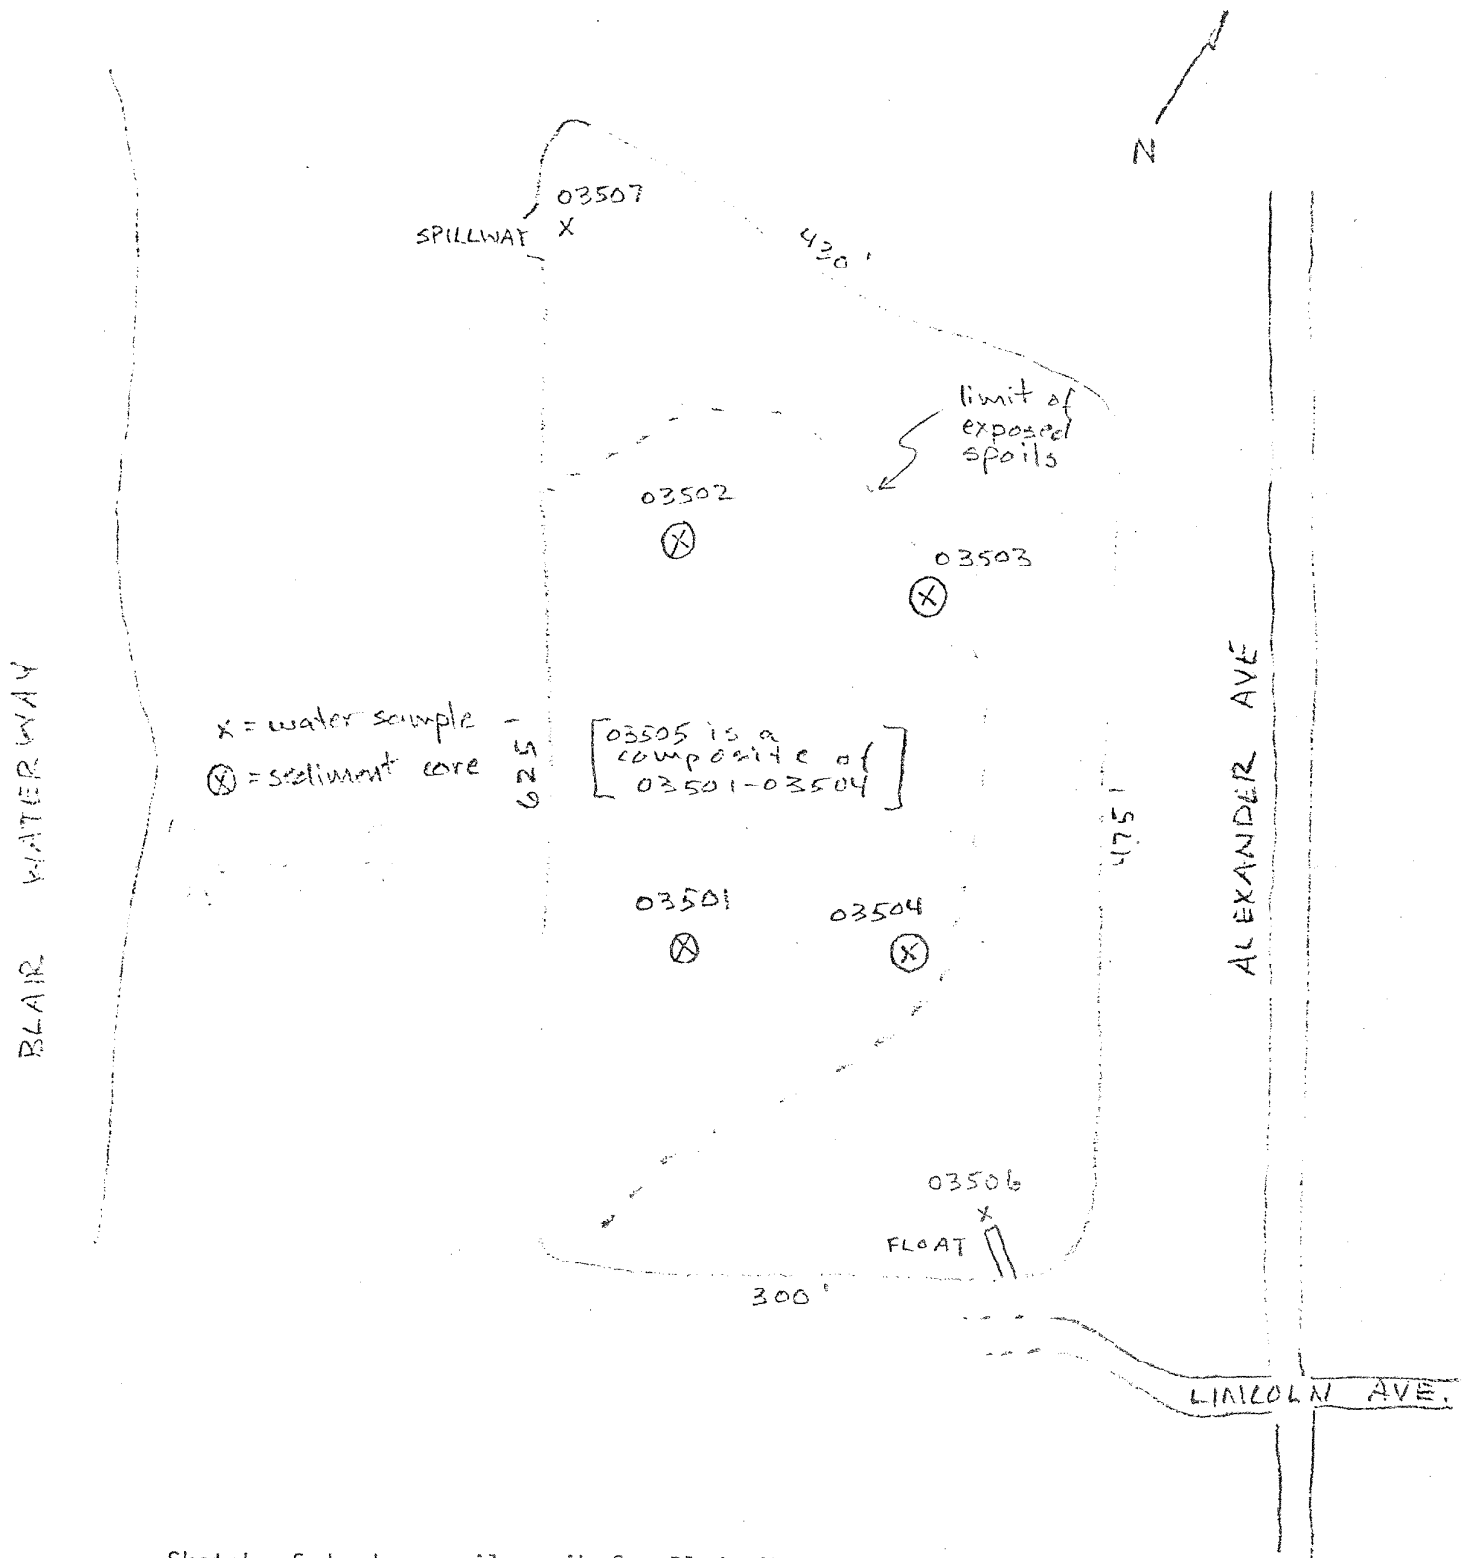 N
03507
X
SPILLWAY
430'
limit of
exposed
spoils
03502
X
03503
X
BLAIR WATERWAY
x = water sample
ⓧ = sediment core
625'
[03505 is a
composite of
03501-03504]
475'
ALEXANDER AVE
03501
X
03504
X
03506
X
FLOAT
300'
LINCOLN AVE.